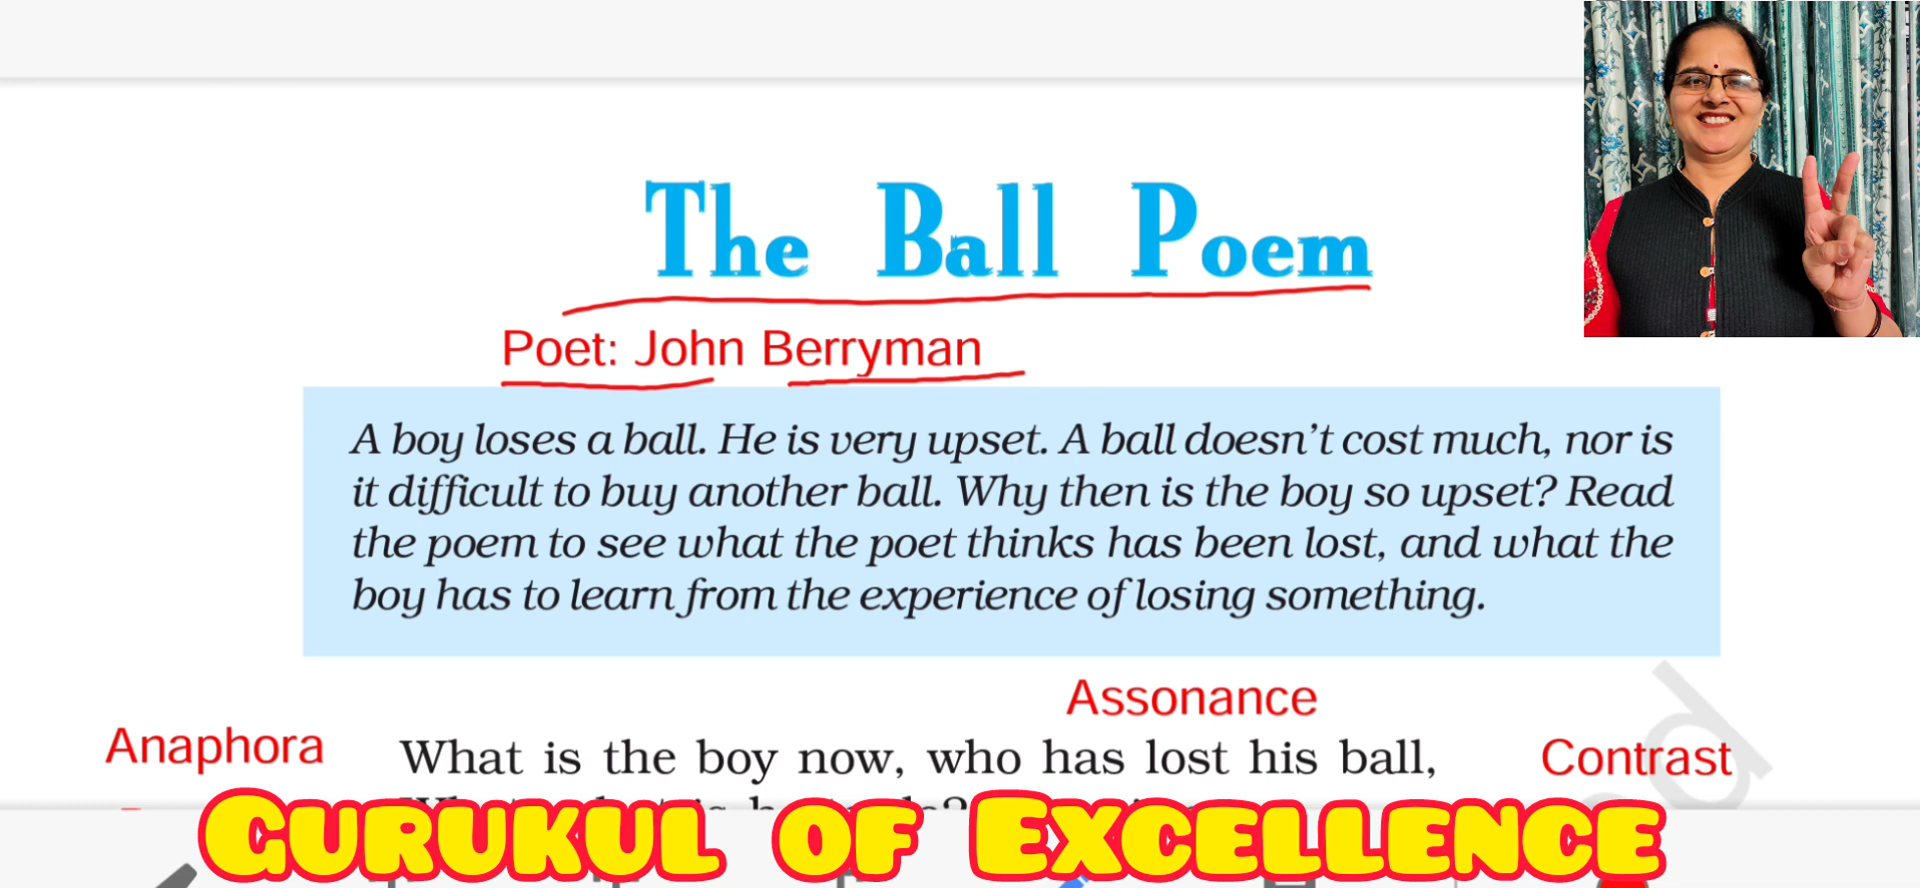 The Ball Poem
Poet: John Berryman
A boy loses a ball. He is very upset. A ball doesn't cost much, nor is
it difficult to buy another ball. Why then is the boy so upset? Read
the poem to see what the poet thinks has been lost, and what the
boy has to learn from the experience of losing something.
Assonance
Anaphora
What is the boy now, who has lost his ball,
Contrast
GURUKUL OF EXCELLENCE